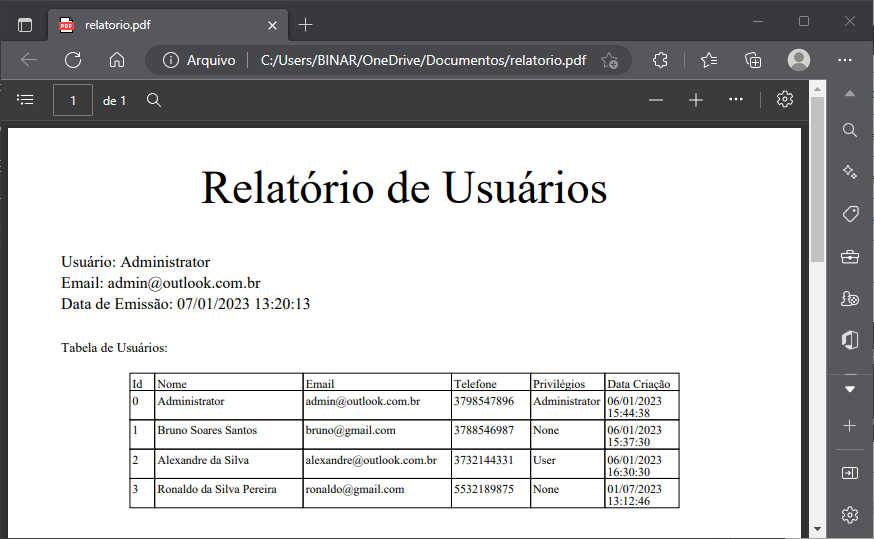 relatorio.pdf
Arquivo C:/Users/BINAR/OneDrive/Documentos/relatorio.pdf
1 de 1
Relatório de Usuários
Usuário: Administrator
Email: admin@outlook.com.br
Data de Emissão: 07/01/2023 13:20:13
Tabela de Usuários:
Id Nome Email Telefone Privilégios Data Criação
0 Administrator admin@outlook.com.br 3798547896 Administrator 06/01/2023
15:44:38
1 Bruno Soares Santos bruno@gmail.com 3788546987 None 06/01/2023
15:37:30
2 Alexandre da Silva alexandre@outlook.com.br 3732144331 User 06/01/2023
16:30:30
3 Ronaldo da Silva Pereira ronaldo@gmail.com 5532189875 None 01/07/2023
13:12:46